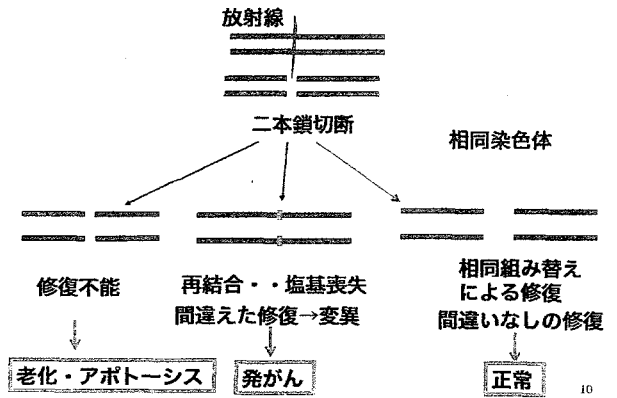 放射線
二本鎖切断
相同染色体
修復不能
再結合・・塩基喪失
間違えた修復→変異
相同組み替え
による修復
間違いなしの修復
老化・アポトーシス
発がん
正常
10